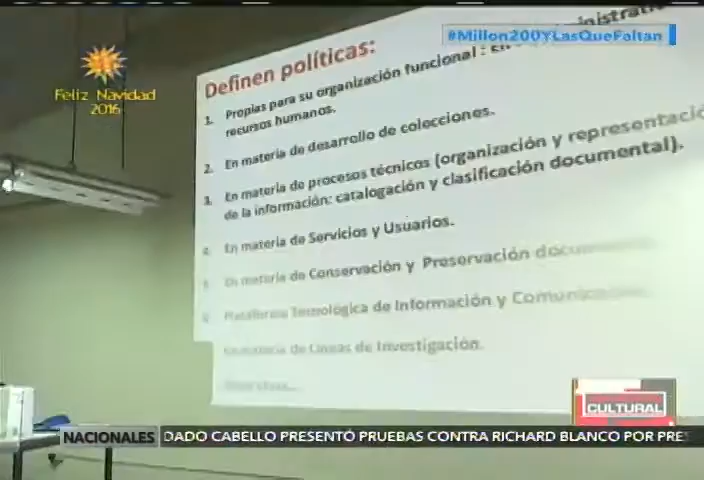 #Millon200YLasQueFaltan
Feliz Navidad
2016
Definen políticas:
1. Propias para su organización funcional :
recursos humanos.
2. En materia de desarrollo de colecciones.
3. En materia de procesos técnicos (organización y representació
de la información: catalogación y clasificación documental).
4. En materia de Servicios y Usuarios.
En materia de Conservación y Preservación
Plataforma Tecnológica de Información y
En materia de Líneas de Investigación.
CULTURAL
NACIONALES DADO CABELLO PRESENTÓ PRUEBAS CONTRA RICHARD BLANCO POR PRE